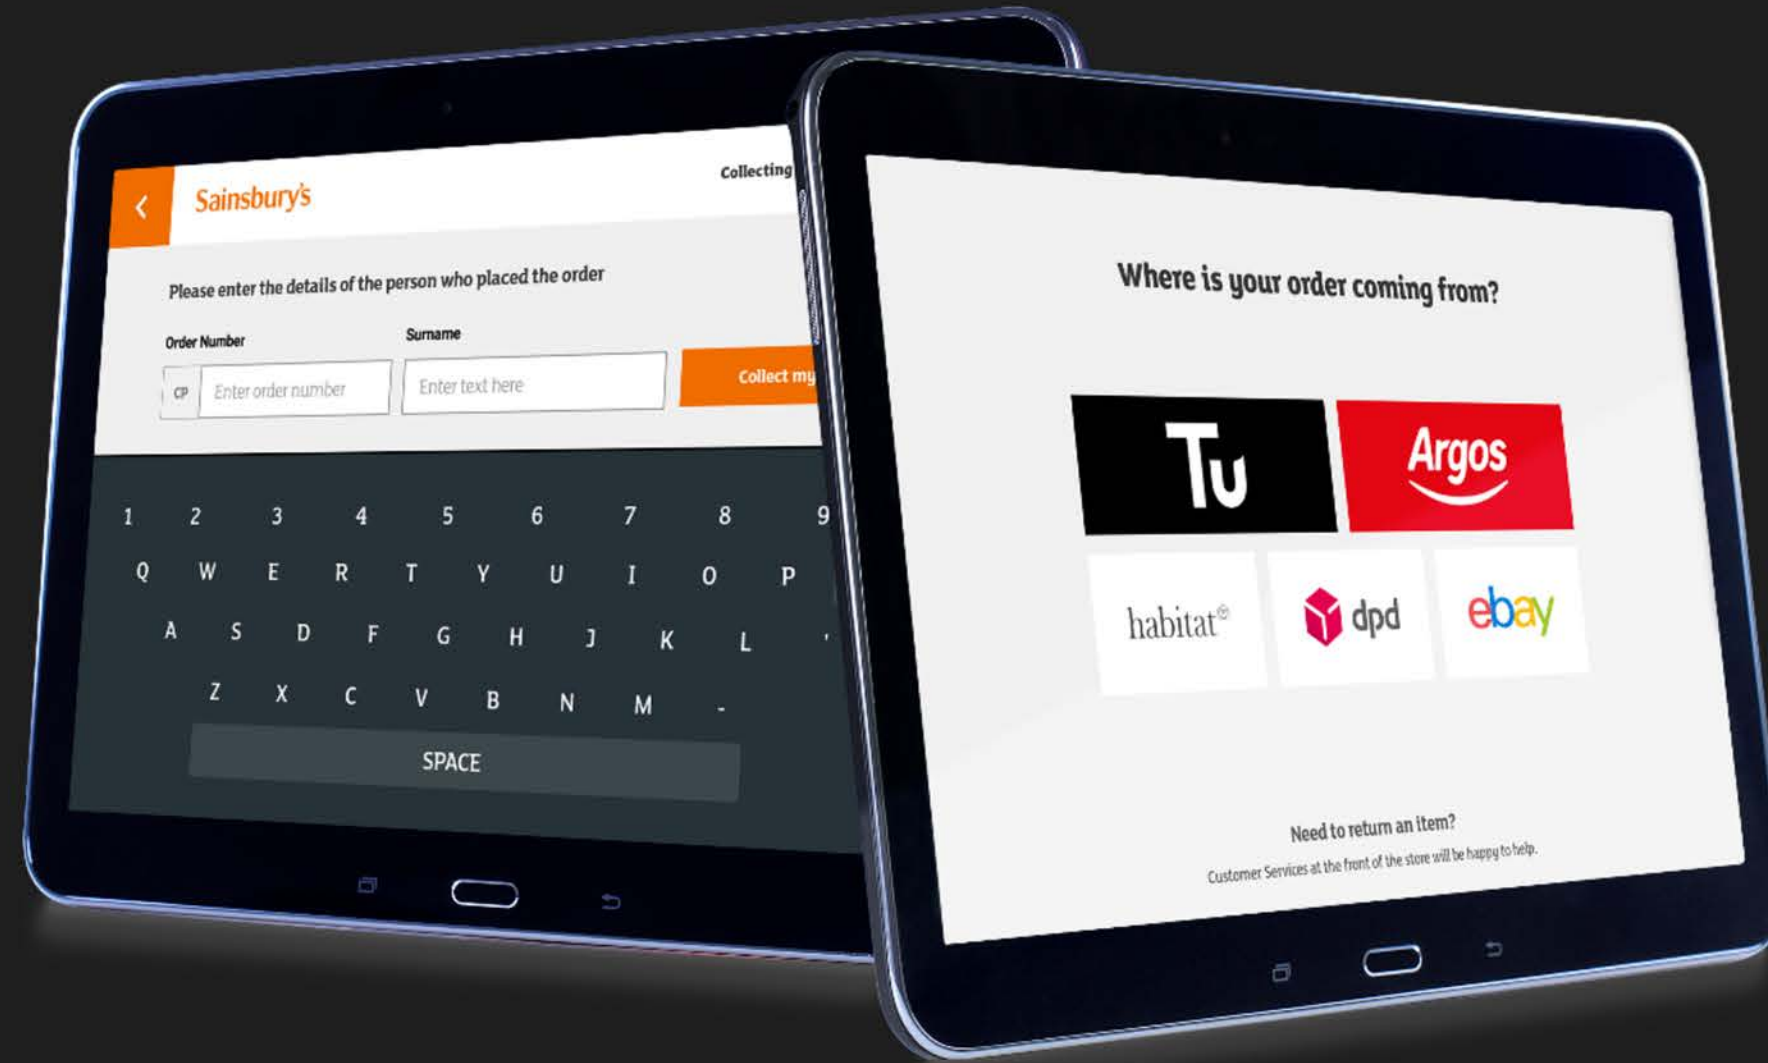 Sainsbury's
Collecting
Please enter the details of the person who placed the order
Order Number
Surname
CP
Enter order number
Enter text here
Collect my
1 2 3 4 5 6 7 8 9
Q W E R T Y U I O P
A S D F G H J K L '
Z X C V B N M -
SPACE
Where is your order coming from?
Tu
Argos
habitat
dpd
ebay
Need to return an item?
Customer Services at the front of the store will be happy to help.